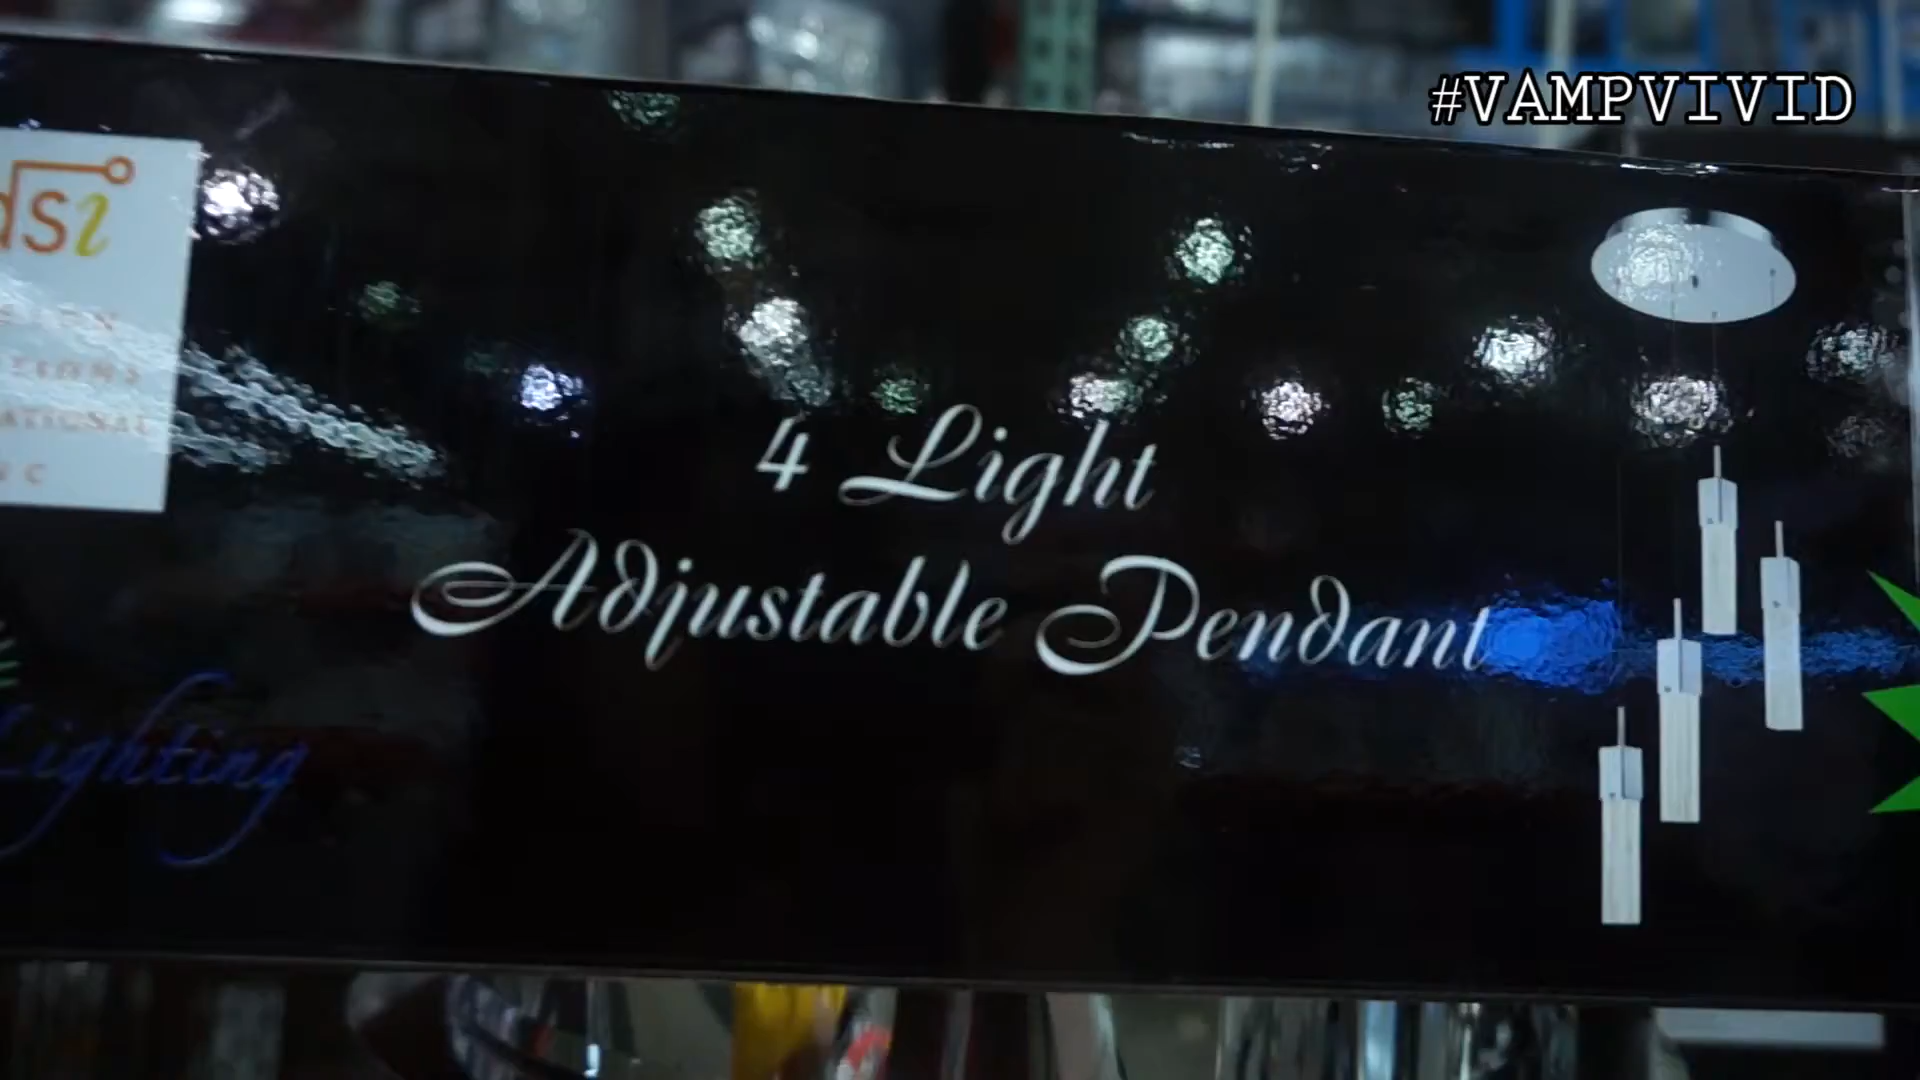 #VAMPVIVID
dsi
4 Light
Adjustable Pendant
Lighting